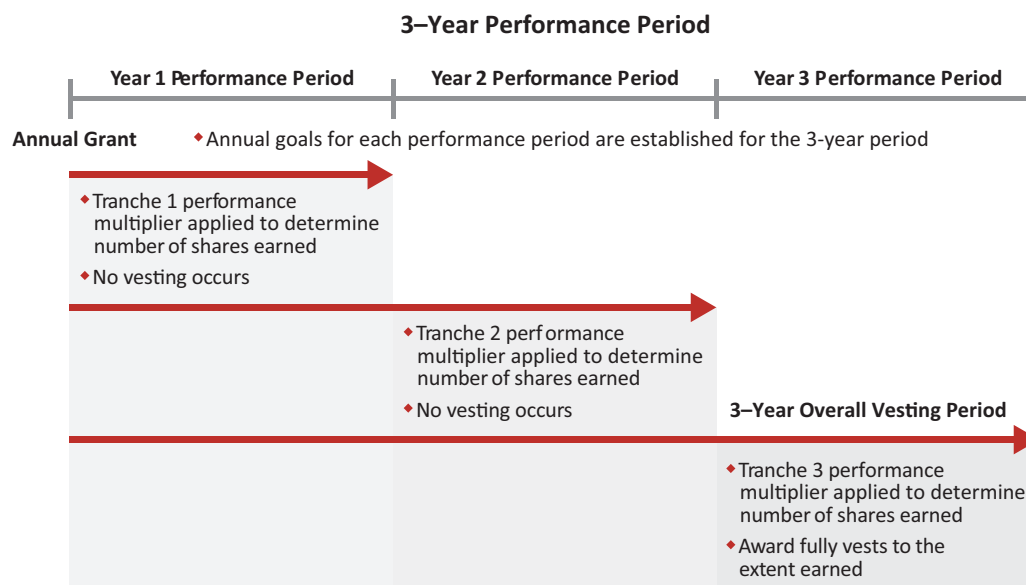 3–Year Performance Period
Year 1 Performance Period
Year 2 Performance Period
Year 3 Performance Period
Annual Grant
◆ Annual goals for each performance period are established for the 3-year period
◆ Tranche 1 performance
multiplier applied to determine
number of shares earned
◆ No vesting occurs
◆ Tranche 2 performance
multiplier applied to determine
number of shares earned
◆ No vesting occurs
3–Year Overall Vesting Period
◆ Tranche 3 performance
multiplier applied to determine
number of shares earned
◆ Award fully vests to the
extent earned